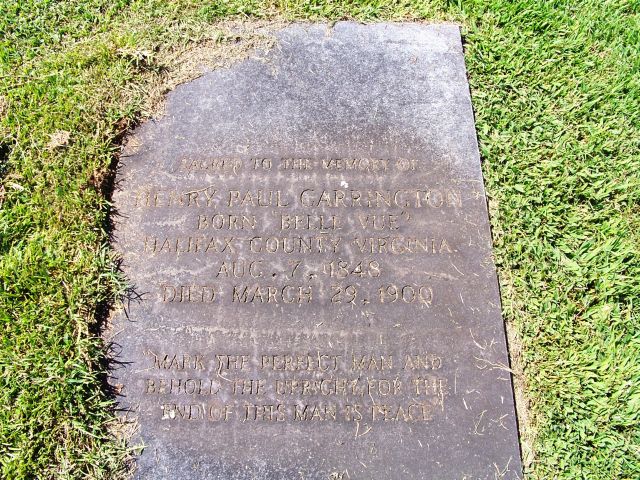 SACRED TO THE MEMORY OF
HENRY PAUL CARRINGTON
BORN "BELLE VUE"
HALIFAX COUNTY VIRGINIA.
AUG. 7, 1848
DIED MARCH 29, 1900
"MARK THE PERFECT MAN AND
BEHOLD THE UPRIGHT, FOR THE
END OF THIS MAN IS PEACE"